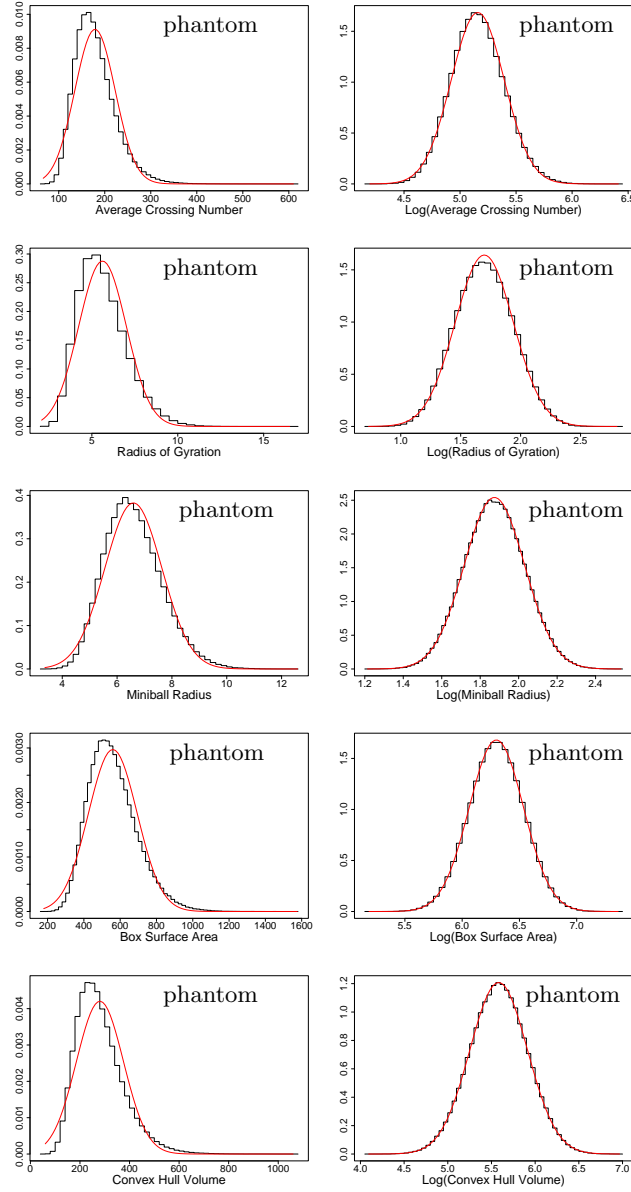 phantom
0.000 0.002 0.004 0.006 0.008 0.010
100 200 300 400 500 600
Average Crossing Number
phantom
0.0 0.5 1.0 1.5
4.5 5.0 5.5 6.0 6.5
Log(Average Crossing Number)
phantom
0.00 0.05 0.10 0.15 0.20 0.25 0.30
5 10 15
Radius of Gyration
phantom
0.0 0.5 1.0 1.5
1.0 1.5 2.0 2.5
Log(Radius of Gyration)
phantom
0.0 0.1 0.2 0.3 0.4
4 6 8 10 12
Miniball Radius
phantom
0.0 0.5 1.0 1.5 2.0 2.5
1.2 1.4 1.6 1.8 2.0 2.2 2.4
Log(Miniball Radius)
phantom
0.0000 0.0010 0.0020 0.0030
200 400 600 800 1000 1200 1400 1600
Box Surface Area
phantom
0.0 0.5 1.0 1.5
5.5 6.0 6.5 7.0
Log(Box Surface Area)
phantom
0.000 0.001 0.002 0.003 0.004
0 200 400 600 800 1000
Convex Hull Volume
phantom
0.0 0.2 0.4 0.6 0.8 1.0 1.2
4.0 4.5 5.0 5.5 6.0 6.5 7.0
Log(Convex Hull Volume)